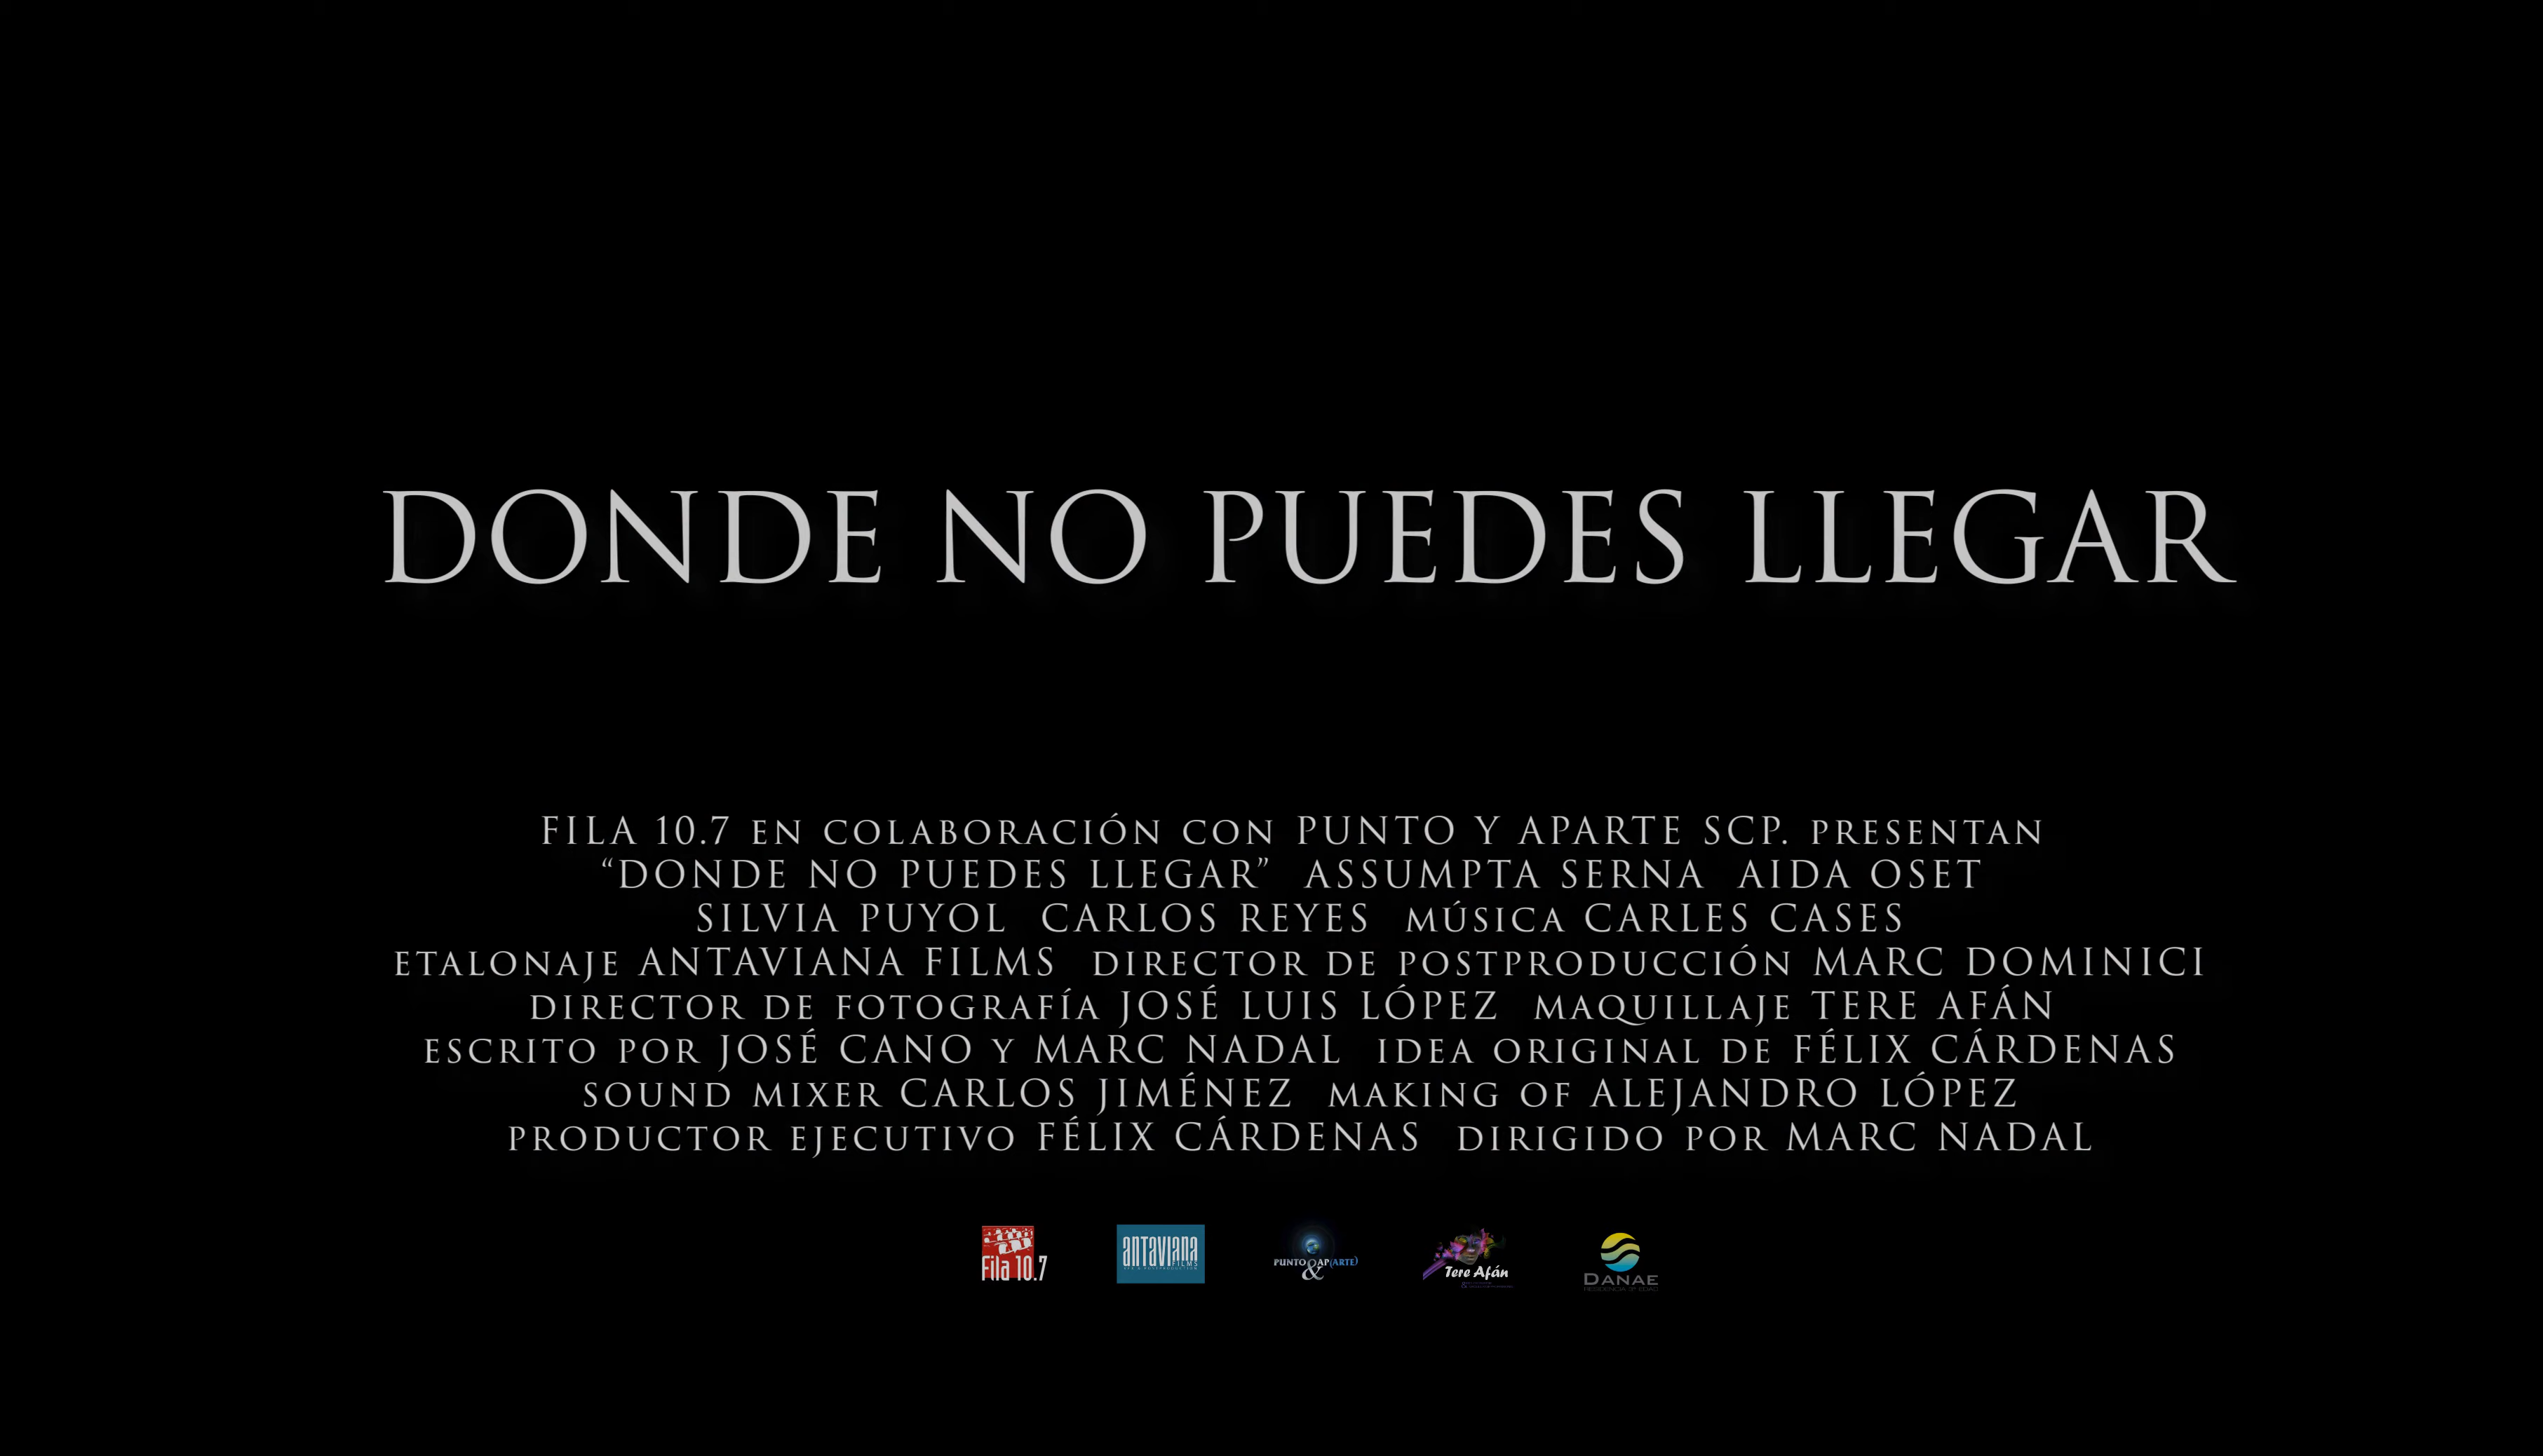 DONDE NO PUEDES LLEGAR
FILA 10.7 EN COLABORACIÓN CON PUNTO Y APARTE SCP. PRESENTAN
“DONDE NO PUEDES LLEGAR” ASSUMPTA SERNA AIDA OSET
SILVIA PUYOL CARLOS REYES MÚSICA CARLES CASES
ETALONAJE ANTAVIANA FILMS DIRECTOR DE POSTPRODUCCIÓN MARC DOMINICI
DIRECTOR DE FOTOGRAFÍA JOSÉ LUIS LÓPEZ MAQUILLAJE TERE AFÁN
ESCRITO POR JOSÉ CANO Y MARC NADAL IDEA ORIGINAL DE FÉLIX CÁRDENAS
SOUND MIXER CARLOS JIMÉNEZ MAKING OF ALEJANDRO LÓPEZ
PRODUCTOR EJECUTIVO FÉLIX CÁRDENAS DIRIGIDO POR MARC NADAL
Fila 10.7
antaviana
FILMS
PUNTO & AP(ARTE)
Tere Afán
DANAE